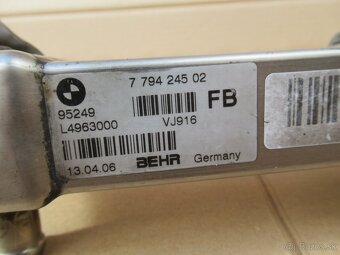 7 794 245 02
95249
FB
L4963000
VJ916
13.04.06
BEHR
Germany